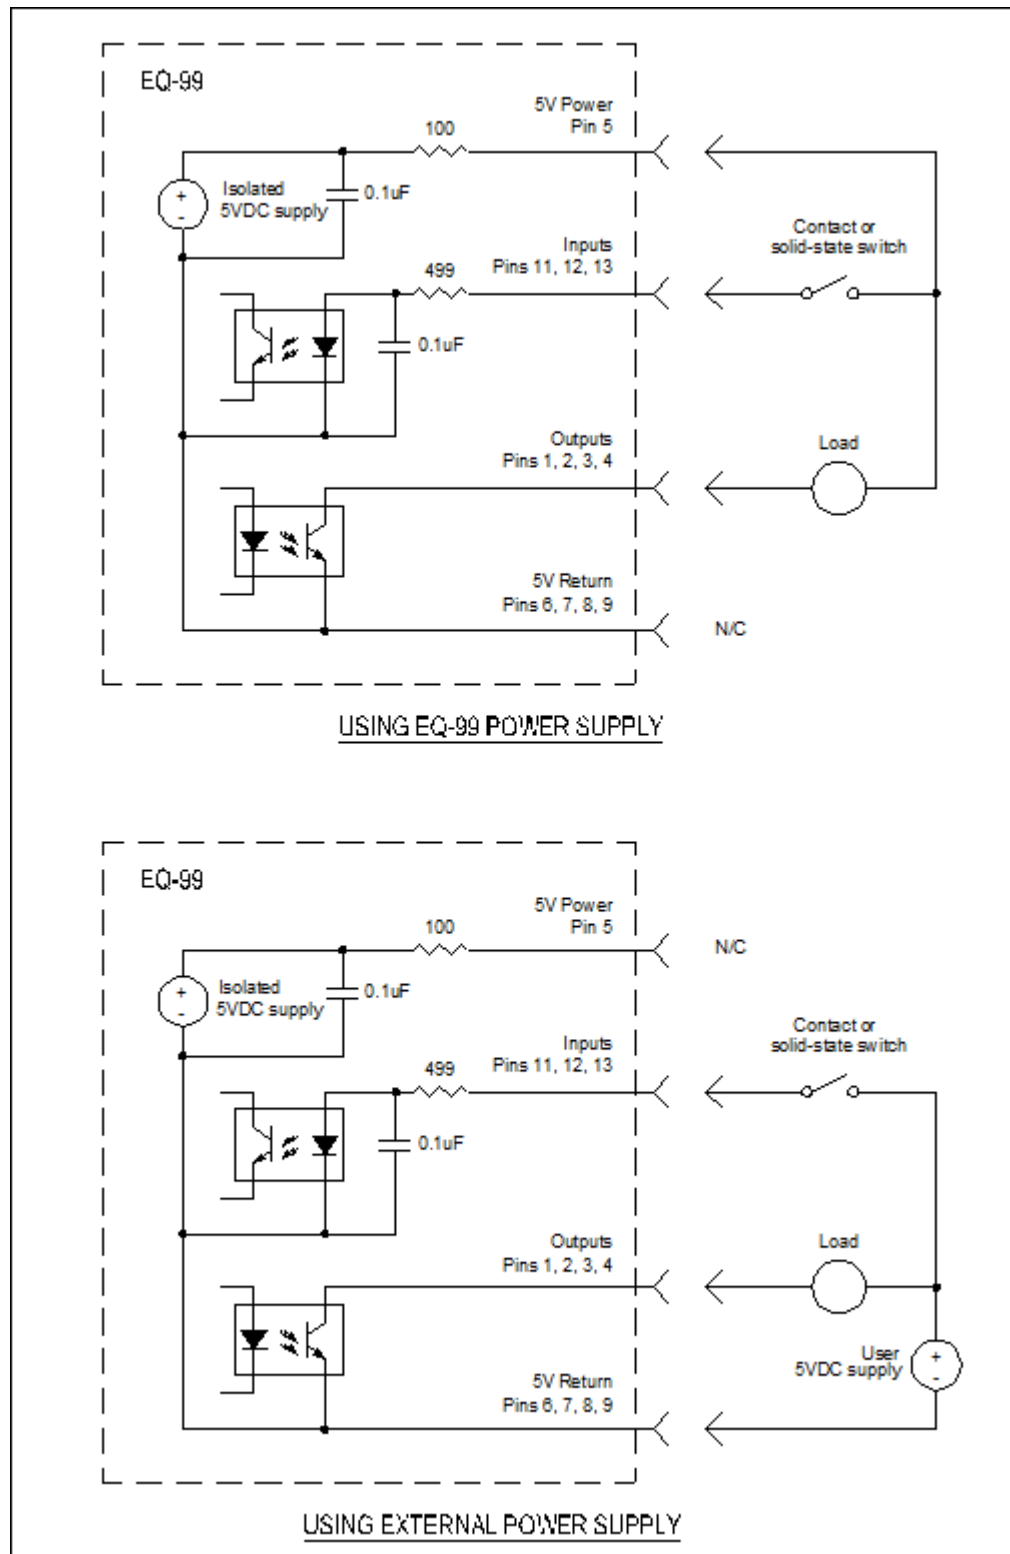 EQ-99
5V Power
Pin 5
100
Isolated
5VDC supply
+
-
0.1uF
Contact or
solid-state switch
Inputs
Pins 11, 12, 13
499
0.1uF
Outputs
Pins 1, 2, 3, 4
Load
5V Return
Pins 6, 7, 8, 9
N/C
USING EQ-99 POWER SUPPLY
EQ-99
5V Power
Pin 5
100
N/C
Isolated
5VDC supply
+
-
0.1uF
Contact or
solid-state switch
Inputs
Pins 11, 12, 13
499
0.1uF
Outputs
Pins 1, 2, 3, 4
Load
User
5VDC supply
+
-
5V Return
Pins 6, 7, 8, 9
USING EXTERNAL POWER SUPPLY